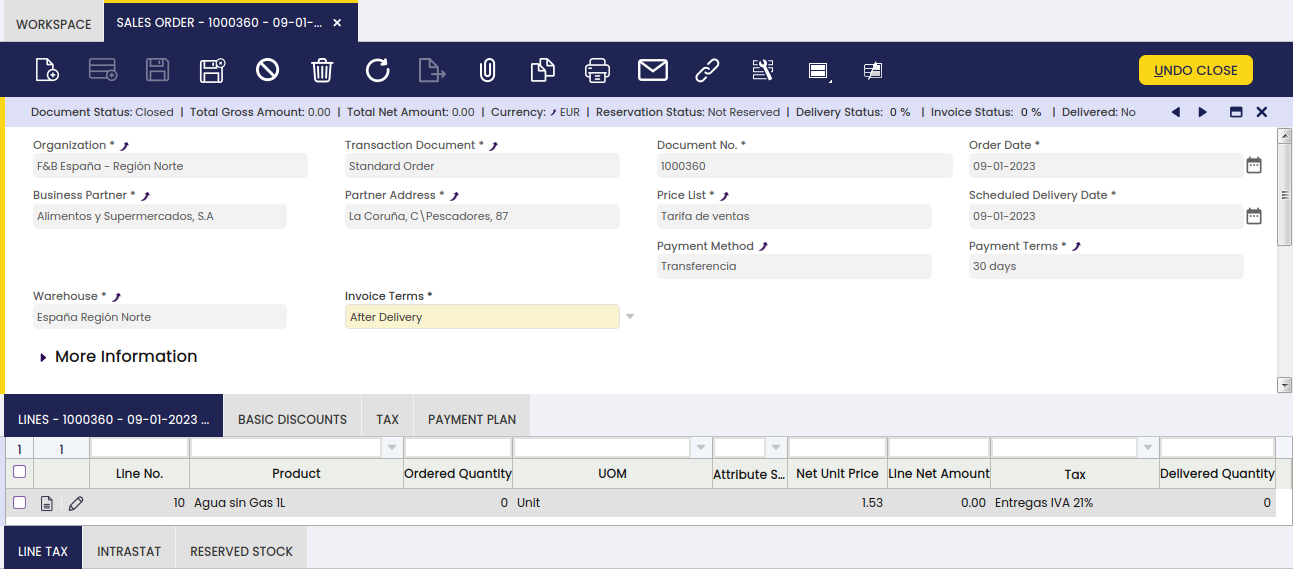 WORKSPACE
SALES ORDER - 1000360 - 09-01-...
UNDO CLOSE
Document Status: Closed | Total Gross Amount: 0.00 | Total Net Amount: 0.00 | Currency: EUR | Reservation Status: Not Reserved | Delivery Status: 0 % | Invoice Status: 0 % | Delivered: No
Organization * Transaction Document * Document No. * Order Date *
F&B España - Región Norte Standard Order 1000360 09-01-2023
Business Partner * Partner Address * Price List * Scheduled Delivery Date *
Alimentos y Supermercados, S.A La Coruña, C\Pescadores, 87 Tarifa de ventas 09-01-2023
Payment Method Payment Terms *
Transferencia 30 days
Warehouse * Invoice Terms *
España Región Norte After Delivery
More Information
LINES - 1000360 - 09-01-2023 ... BASIC DISCOUNTS TAX PAYMENT PLAN
1 1
Line No. Product Ordered Quantity UOM Attribute S... Net Unit Price Line Net Amount Tax Delivered Quantity
10 Agua sin Gas 1L 0 Unit 1.53 0.00 Entregas IVA 21% 0
LINE TAX INTRASTAT RESERVED STOCK